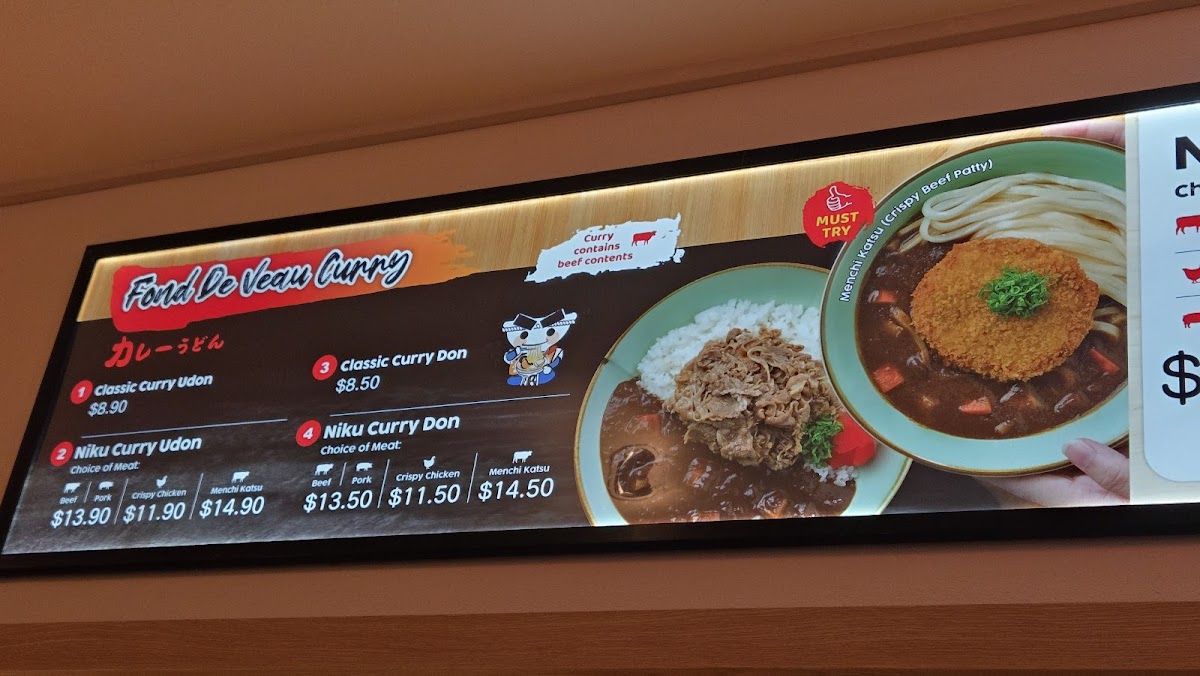 Fond De Veau Curry
カレーうどん
Curry
contains
beef contents
MUST
TRY
Menchi Katsu (Crispy Beef Patty)
1 Classic Curry Udon
$8.90
2 Niku Curry Udon
Choice of Meat:
Beef Pork Crispy Chicken Menchi Katsu
$13.90 $11.90 $14.90
3 Classic Curry Don
$8.50
4 Niku Curry Don
Choice of Meat:
Beef Pork Crispy Chicken Menchi Katsu
$13.50 $11.50 $14.50
$